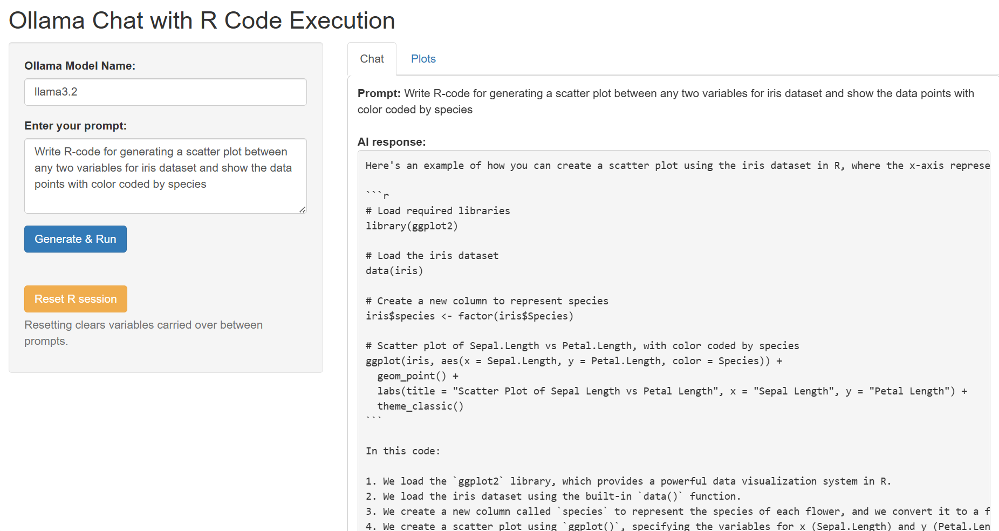 Ollama Chat with R Code Execution
Ollama Model Name:
llama3.2
Enter your prompt:
Write R-code for generating a scatter plot between
any two variables for iris dataset and show the data
points with color coded by species
Generate & Run
Reset R session
Resetting clears variables carried over between
prompts.
Chat
Plots
Prompt: Write R-code for generating a scatter plot between any two variables for iris dataset and show the data points with
color coded by species
AI response:
Here's an example of how you can create a scatter plot using the iris dataset in R, where the x-axis represe
```r
# Load required libraries
library(ggplot2)
# Load the iris dataset
data(iris)
# Create a new column to represent species
iris$species <- factor(iris$Species)
# Scatter plot of Sepal.Length vs Petal.Length, with color coded by species
ggplot(iris, aes(x = Sepal.Length, y = Petal.Length, color = Species)) +
  geom_point() +
  labs(title = "Scatter Plot of Sepal Length vs Petal Length", x = "Sepal Length", y = "Petal Length") +
  theme_classic()
```
In this code:
1. We load the `ggplot2` library, which provides a powerful data visualization system in R.
2. We load the iris dataset using the built-in `data()` function.
3. We create a new column called `species` to represent the species of each flower, and we convert it to a f
4. We create a scatter plot using `ggplot()`, specifying the variables for x (Sepal.Length) and y (Petal.Len